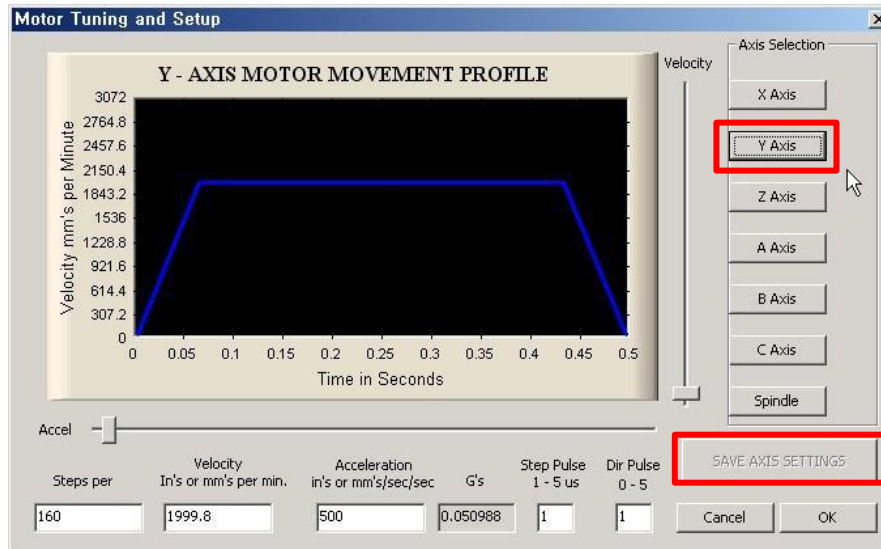 Motor Tuning and Setup
Y - AXIS MOTOR MOVEMENT PROFILE
Velocity mm's per Minute
3072
2764.8
2457.6
2150.4
1843.2
1536
1228.8
921.6
614.4
307.2
0
0 0.05 0.1 0.15 0.2 0.25 0.3 0.35 0.4 0.45 0.5
Time in Seconds
Velocity
Axis Selection
X Axis
Y Axis
Z Axis
A Axis
B Axis
C Axis
Spindle
Accel
SAVE AXIS SETTINGS
Steps per
160
Velocity
In's or mm's per min.
1999.8
Acceleration
in's or mm's/sec/sec
500
G's
0.050988
Step Pulse
1 - 5 us
1
Dir Pulse
0 - 5
1
Cancel
OK